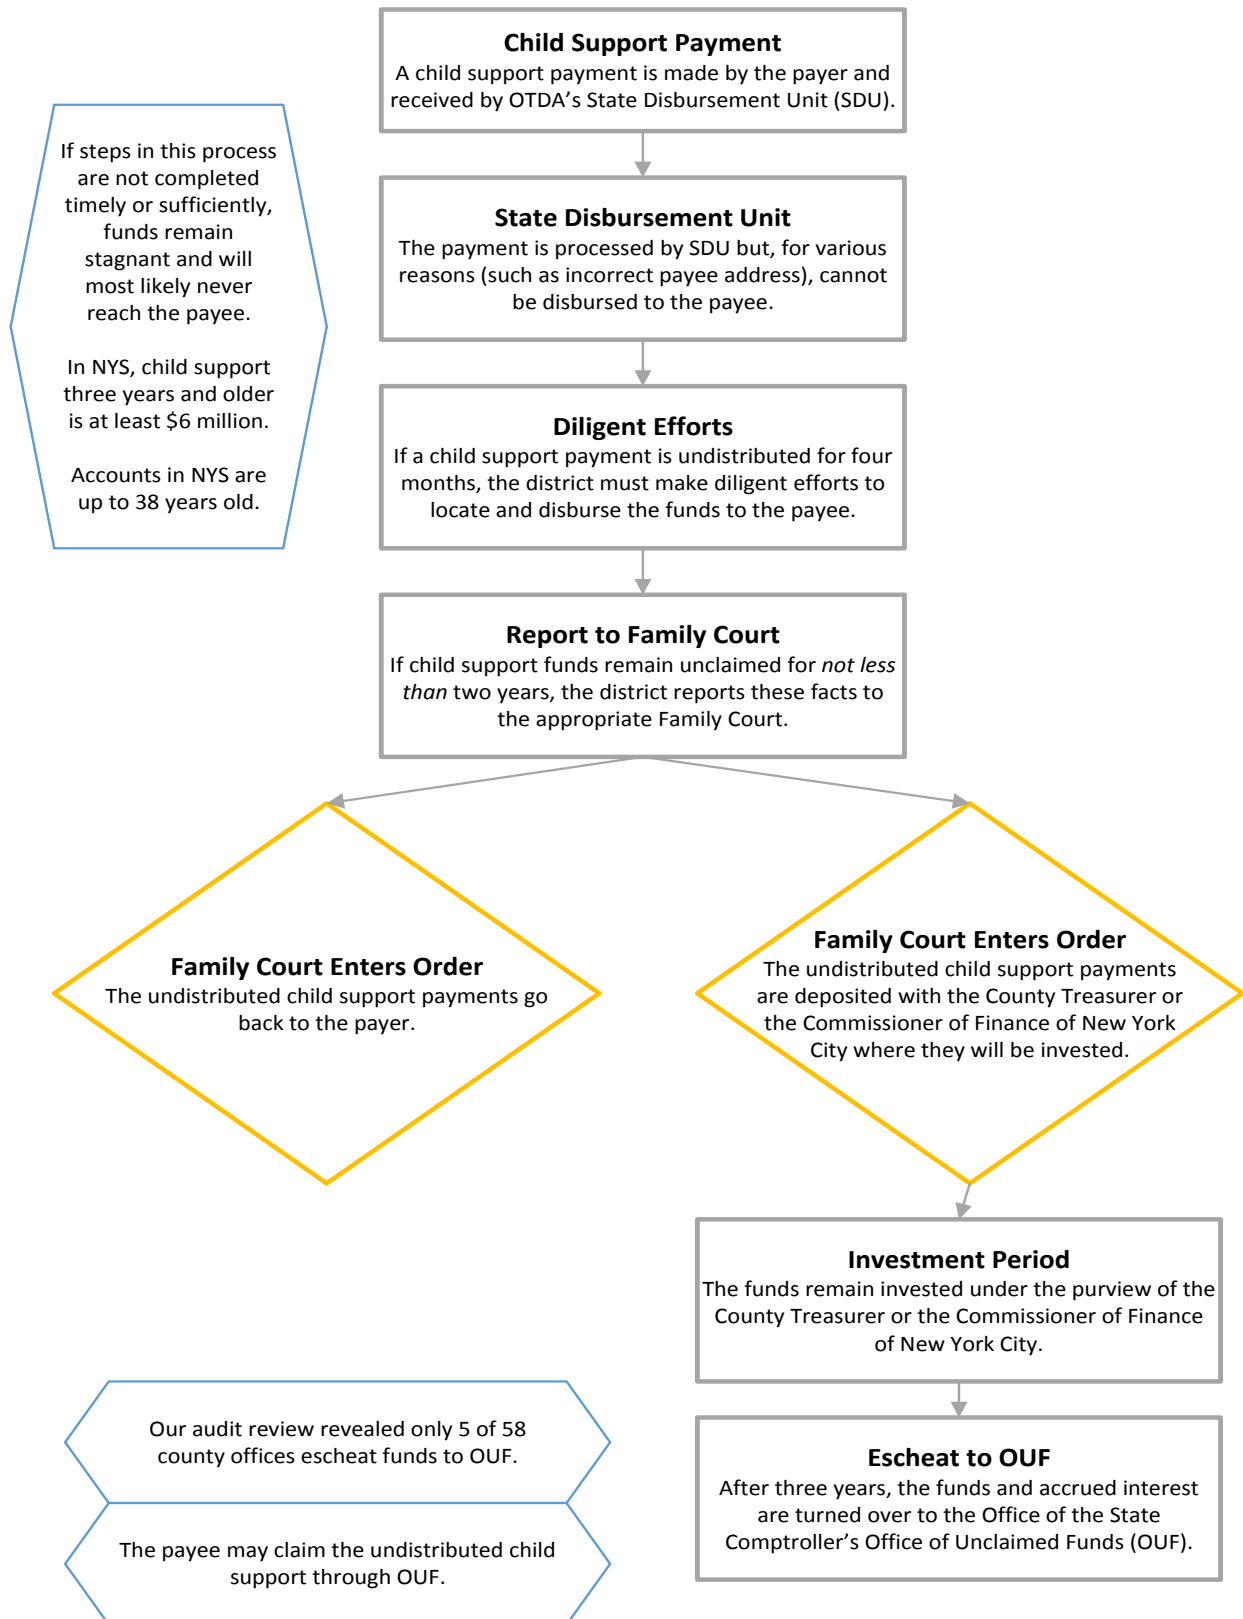 Child Support Payment
A child support payment is made by the payer and
received by OTDA’s State Disbursement Unit (SDU).
If steps in this process
are not completed
timely or sufficiently,
funds remain
stagnant and will
most likely never
reach the payee.
In NYS, child support
three years and older
is at least $6 million.
Accounts in NYS are
up to 38 years old.
State Disbursement Unit
The payment is processed by SDU but, for various
reasons (such as incorrect payee address), cannot
be disbursed to the payee.
Diligent Efforts
If a child support payment is undistributed for four
months, the district must make diligent efforts to
locate and disburse the funds to the payee.
Report to Family Court
If child support funds remain unclaimed for not less
than two years, the district reports these facts to
the appropriate Family Court.
Family Court Enters Order
The undistributed child support payments go
back to the payer.
Family Court Enters Order
The undistributed child support payments
are deposited with the County Treasurer or
the Commissioner of Finance of New York
City where they will be invested.
Investment Period
The funds remain invested under the purview of the
County Treasurer or the Commissioner of Finance
of New York City.
Our audit review revealed only 5 of 58
county offices escheat funds to OUF.
The payee may claim the undistributed child
support through OUF.
Escheat to OUF
After three years, the funds and accrued interest
are turned over to the Office of the State
Comptroller’s Office of Unclaimed Funds (OUF).